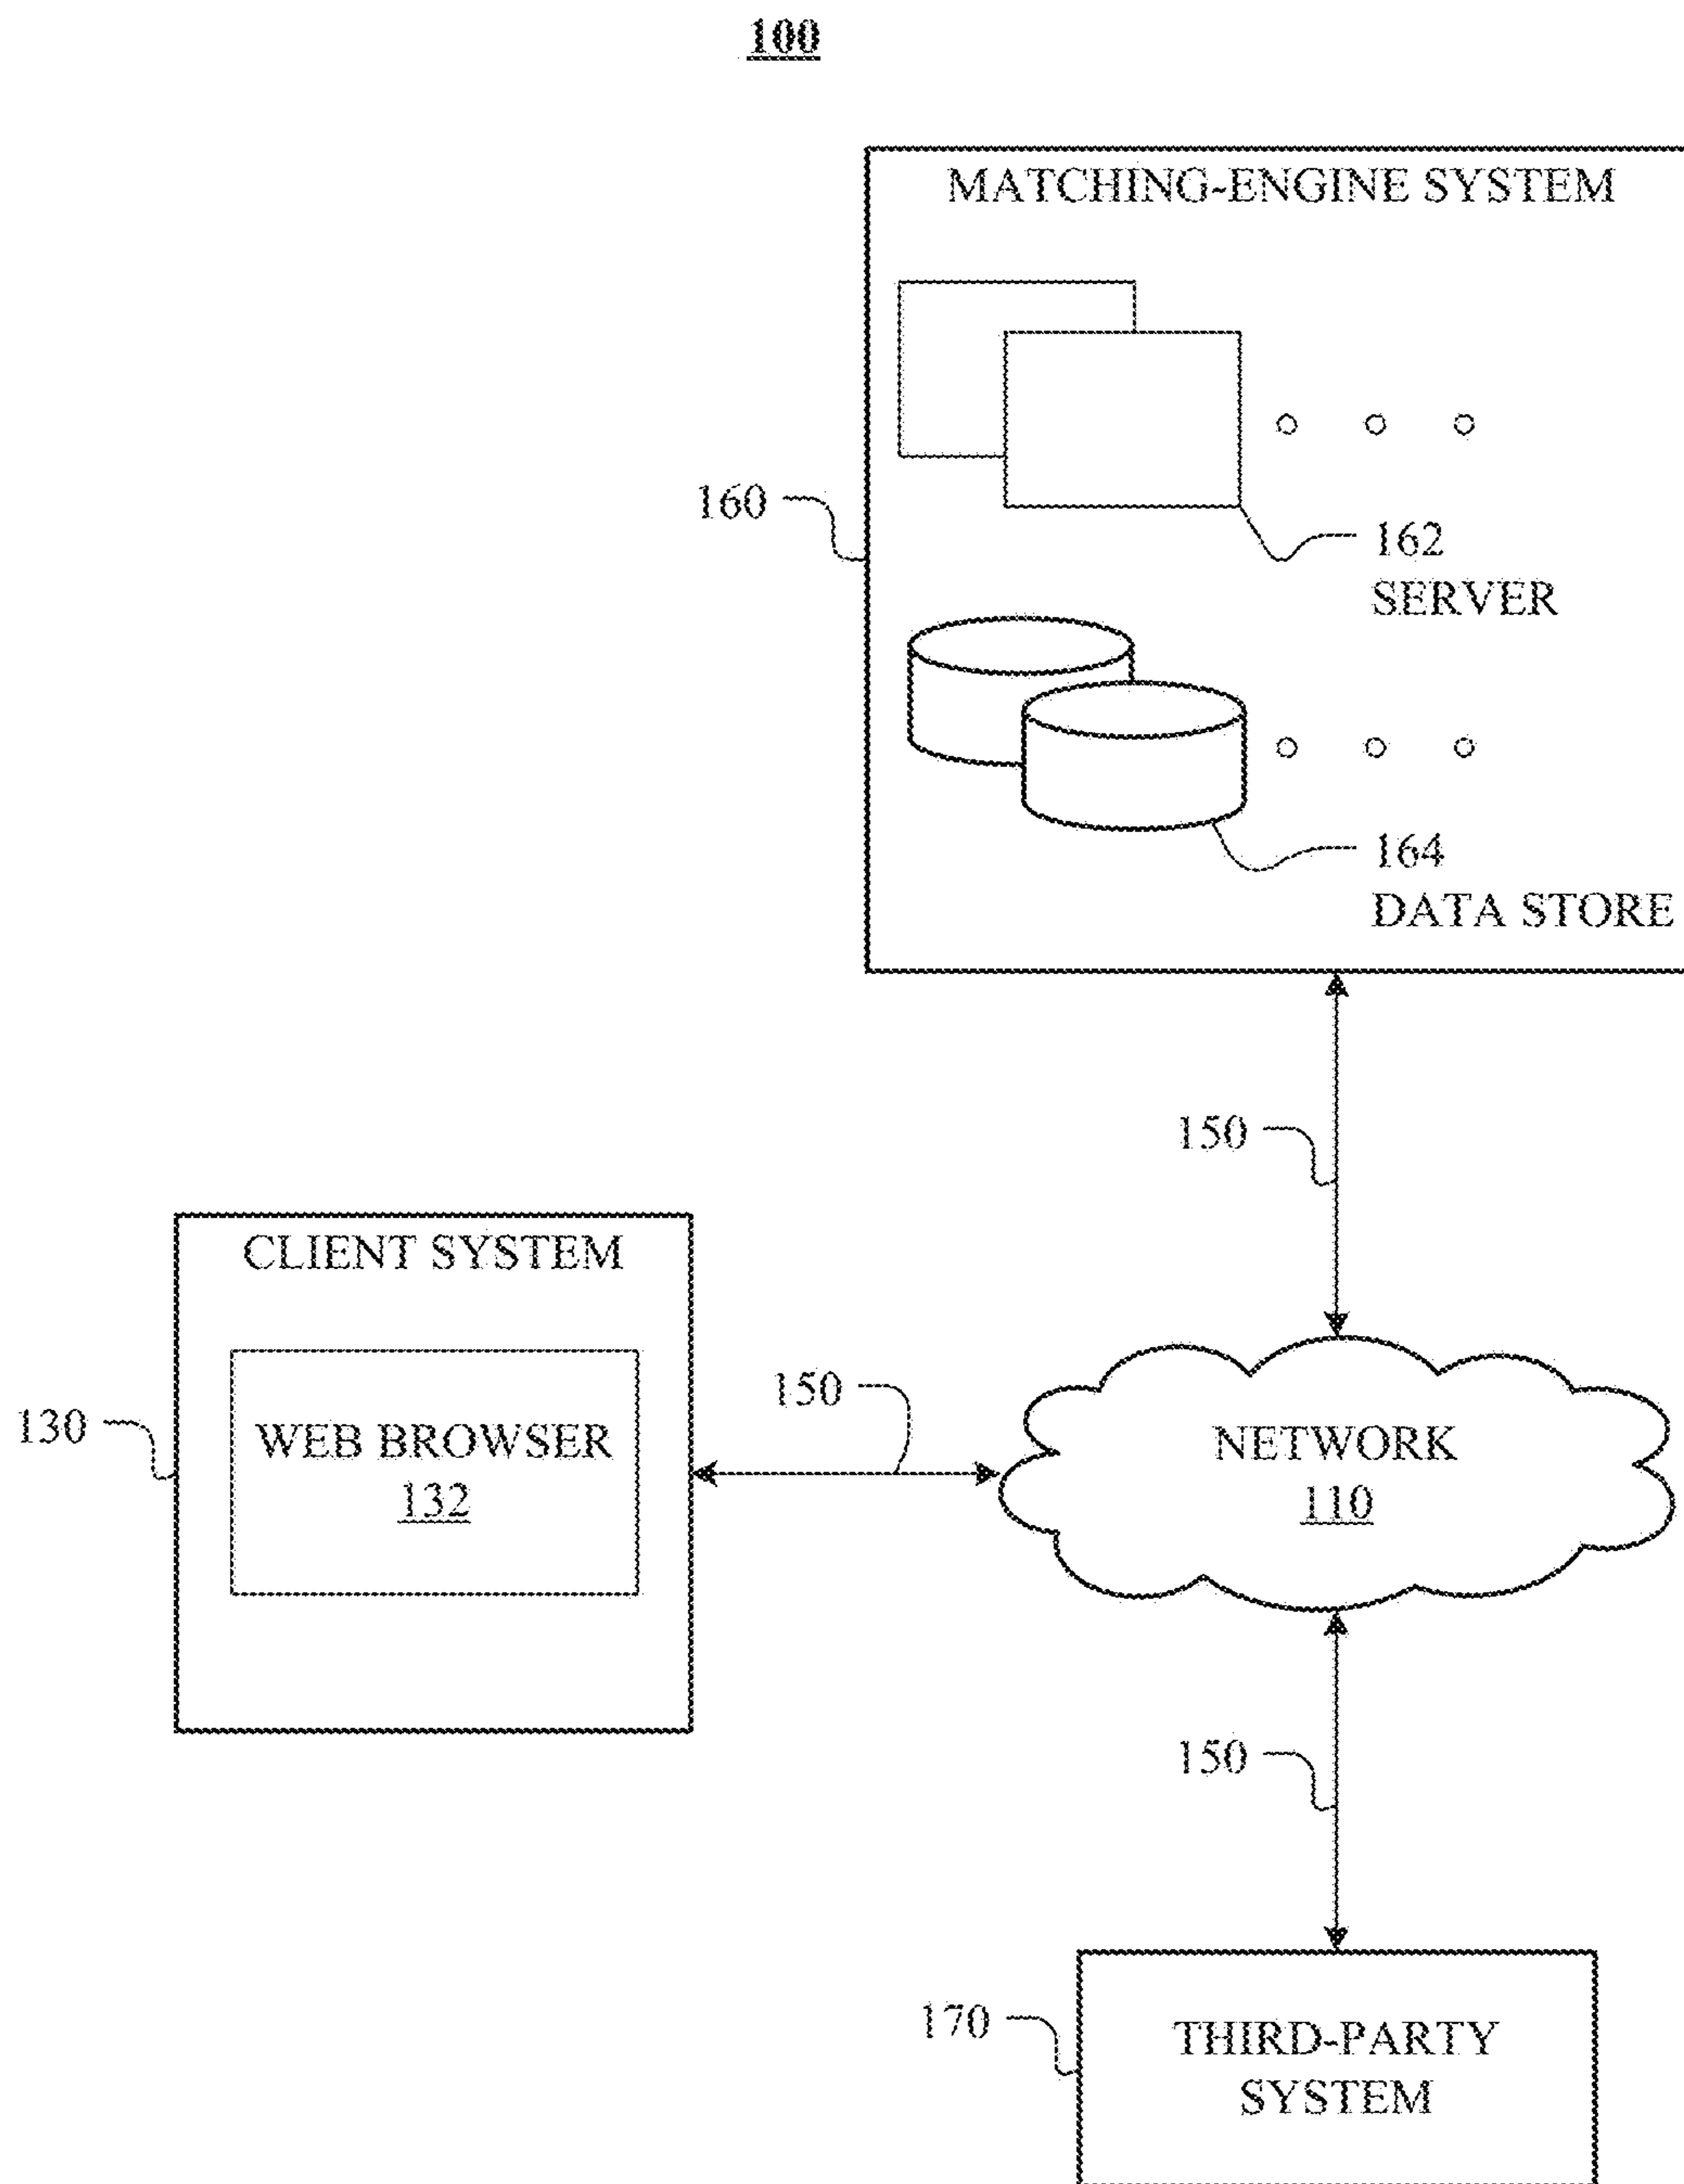 100
MATCHING-ENGINE SYSTEM
160
162
SERVER
164
DATA STORE
150
CLIENT SYSTEM
130
WEB BROWSER
132
150
NETWORK
110
150
170
THIRD-PARTY
SYSTEM